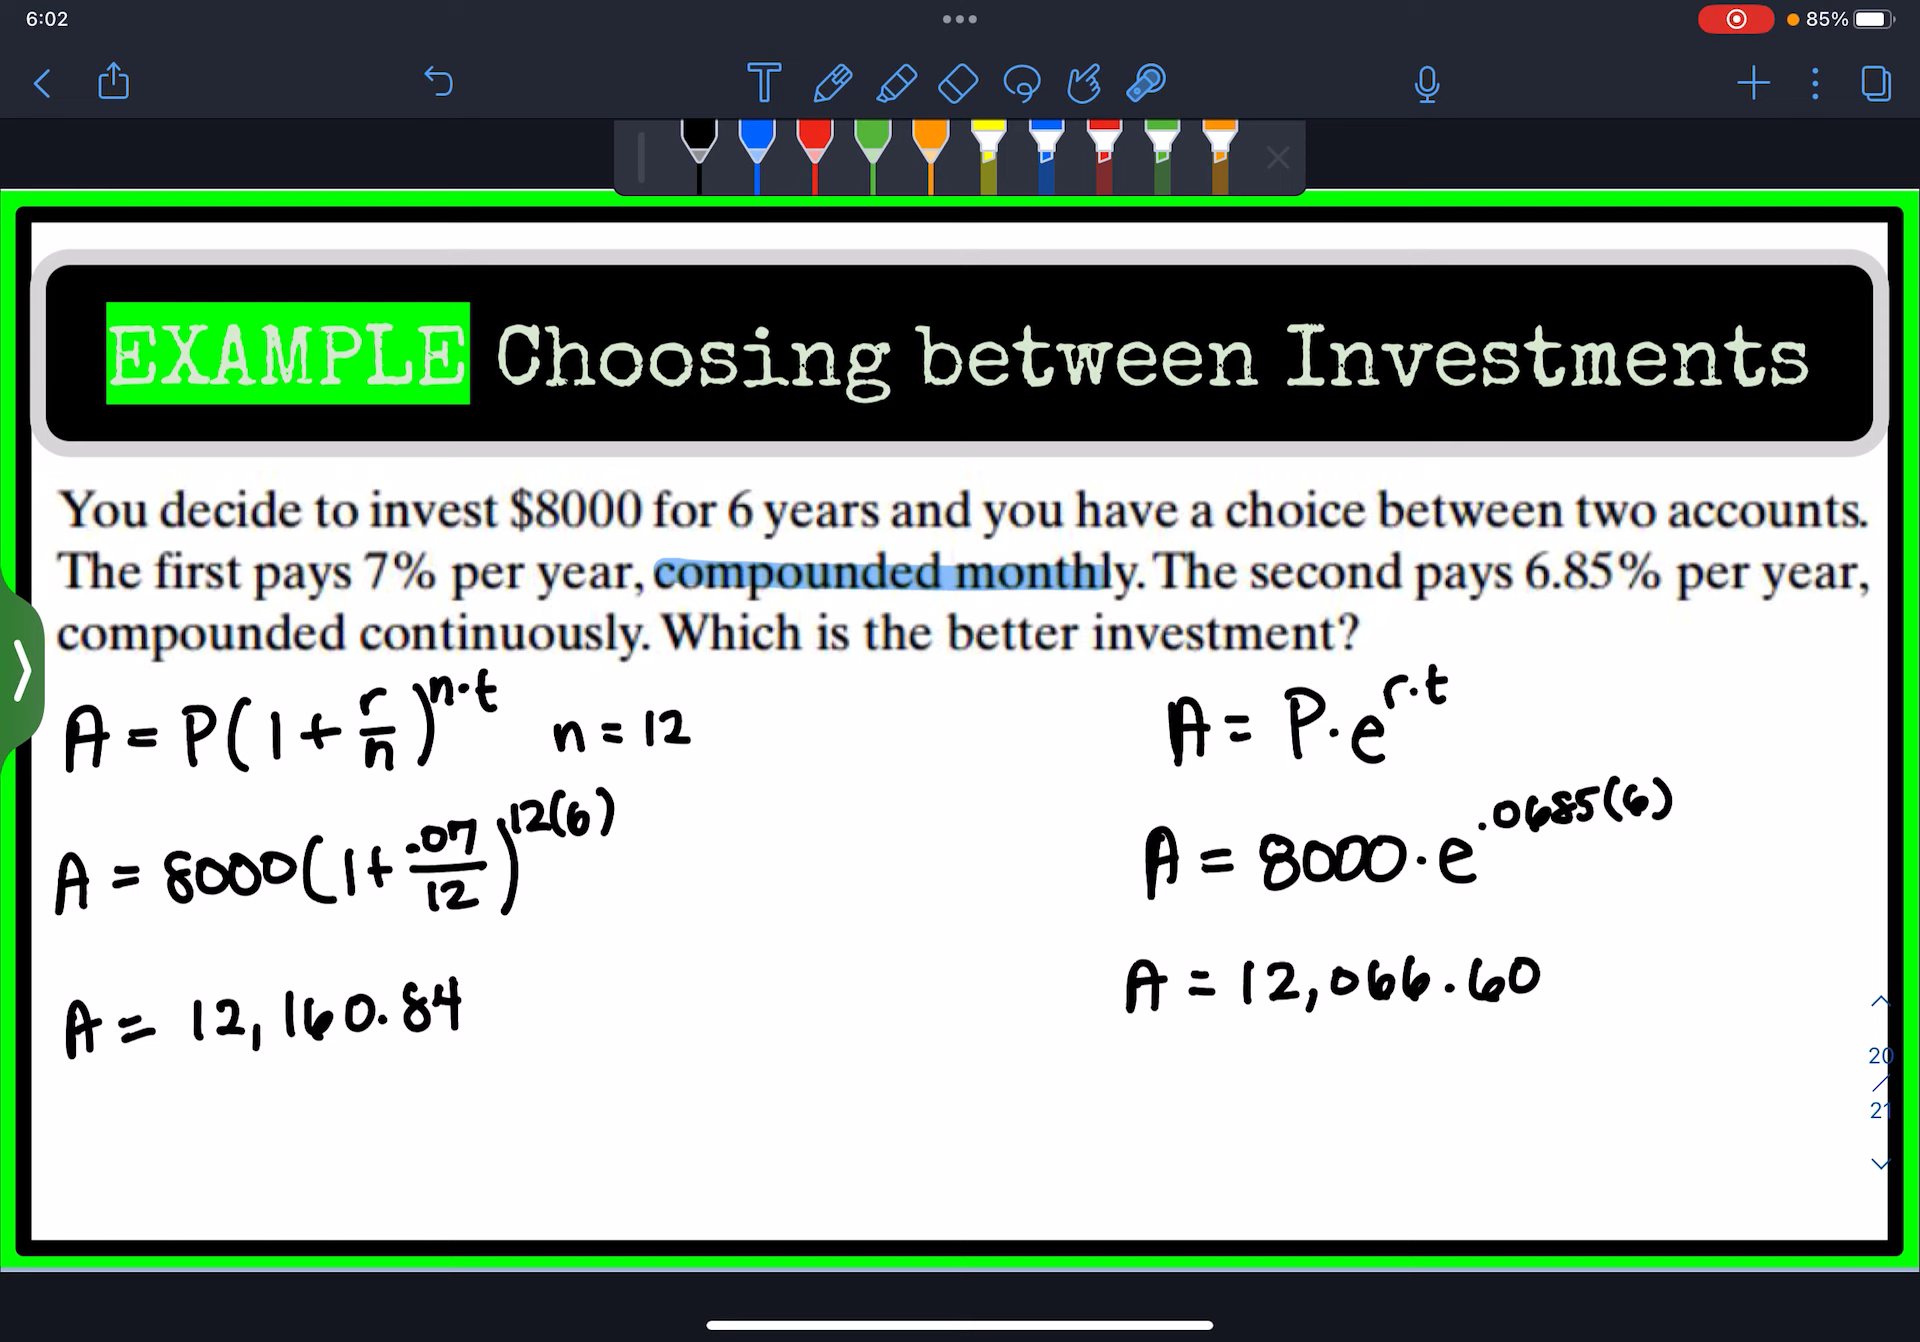 6:02
85%
T
EXAMPLE Choosing between Investments
You decide to invest $8000 for 6 years and you have a choice between two accounts.
The first pays 7% per year, compounded monthly. The second pays 6.85% per year,
compounded continuously. Which is the better investment?
A = P(1 + r/n)^n·t n = 12
A = 8000(1 + .07/12)^12(6)
A = 12,160.84
A = P·e^r·t
A = 8000·e^.0685(6)
A = 12,066.60
20
/
21